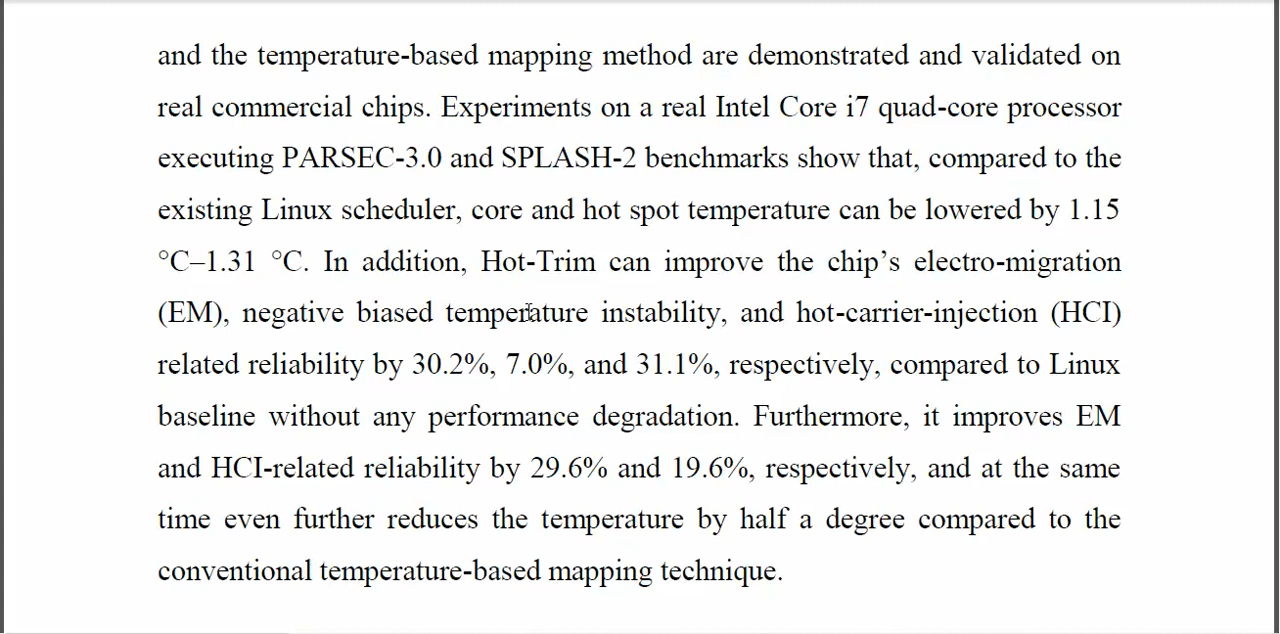 and the temperature-based mapping method are demonstrated and validated on
real commercial chips. Experiments on a real Intel Core i7 quad-core processor
executing PARSEC-3.0 and SPLASH-2 benchmarks show that, compared to the
existing Linux scheduler, core and hot spot temperature can be lowered by 1.15
°C–1.31 °C. In addition, Hot-Trim can improve the chip’s electro-migration
(EM), negative biased temperature instability, and hot-carrier-injection (HCI)
related reliability by 30.2%, 7.0%, and 31.1%, respectively, compared to Linux
baseline without any performance degradation. Furthermore, it improves EM
and HCI-related reliability by 29.6% and 19.6%, respectively, and at the same
time even further reduces the temperature by half a degree compared to the
conventional temperature-based mapping technique.